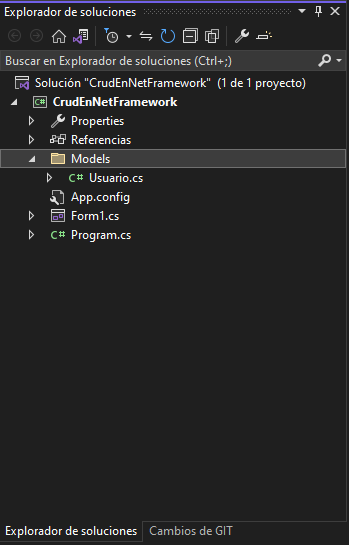 Explorador de soluciones
Buscar en Explorador de soluciones (Ctrl+;)
Solución "CrudEnNetFramework" (1 de 1 proyecto)
C# CrudEnNetFramework
Properties
Referencias
Models
C# Usuario.cs
App.config
Form1.cs
C# Program.cs
Explorador de soluciones Cambios de GIT